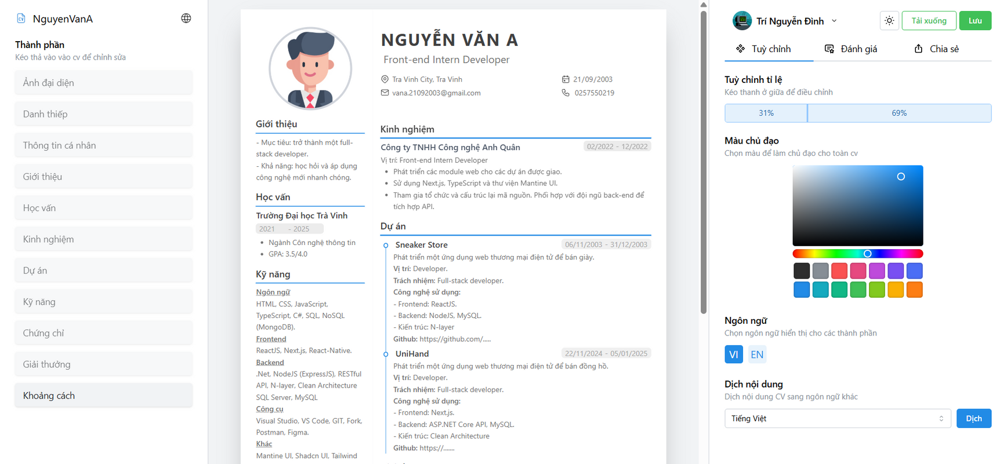 NguyenVanA
Thành phần
Kéo thả vào vào cv để chỉnh sửa
Ảnh đại diện
Danh thiếp
Thông tin cá nhân
Giới thiệu
Học vấn
Kinh nghiệm
Dự án
Kỹ năng
Chứng chỉ
Giải thưởng
Khoảng cách
NGUYỄN VĂN A
Front-end Intern Developer
Tra Vinh City, Tra Vinh
21/09/2003
vana.21092003@gmail.com
0257550219
Giới thiệu
- Mục tiêu: trở thành một full-
stack developer.
- Khả năng: học hỏi và áp dụng
công nghệ mới nhanh chóng.
Học vấn
Trường Đại học Trà Vinh
2021 - 2025
Ngành Côn nghệ thông tin
GPA: 3.5/4.0
Kỹ năng
Ngôn ngữ
HTML, CSS, JavaScript,
TypeScript, C#, SQL, NoSQL
(MongoDB).
Frontend
ReactJS, Next.js, React-Native.
Backend
.Net, NodeJS (ExpressJS), RESTful
API, N-layer, Clean Architecture
SQL Server, MySQL
Công cụ
Visual Studio, VS Code, GIT, Fork,
Postman, Figma.
Khác
Mantine UI, Shadcn UI, Tailwind
Kinh nghiệm
Công ty TNHH Công nghệ Anh Quân
02/2022 - 12/2022
Vị trí: Front-end Intern Developer
Phát triển các module web cho các dự án được giao.
Sử dụng Next.js, TypeScript và thư viện Mantine UI.
Tham gia tổ chức và cấu trúc lại mã nguồn. Phối hợp với đội ngũ back-end để
tích hợp API.
Dự án
Sneaker Store
06/11/2003 - 31/12/2003
Phát triển một ứng dụng web thương mại điện tử để bán giày.
Vị trí: Developer.
Trách nhiệm: Full-stack developer.
Công nghệ sử dụng:
- Frontend: ReactJS.
- Backend: NodeJS, MySQL.
- Kiến trúc: N-layer
Github: https://github.com/.....
UniHand
22/11/2024 - 05/01/2025
Phát triển một ứng dụng web thương mại điện tử để bán đồng hồ.
Vị trí: Developer.
Trách nhiệm: Full-stack developer.
Công nghệ sử dụng:
- Frontend: Next.js.
- Backend: ASP.NET Core API, MySQL.
- Kiến trúc: Clean Architecture
Github: https://.......
Trí Nguyễn Đình
Tải xuống
Lưu
Tuỳ chỉnh
Đánh giá
Chia sẻ
Tuỳ chỉnh tỉ lệ
Kéo thanh ở giữa để điều chỉnh
31%
69%
Màu chủ đạo
Chọn màu để làm chủ đạo cho toàn cv
Ngôn ngữ
Chọn ngôn ngữ hiển thị cho các thành phần
VI
EN
Dịch nội dung
Dịch nội dung CV sang ngôn ngữ khác
Tiếng Việt
Dịch